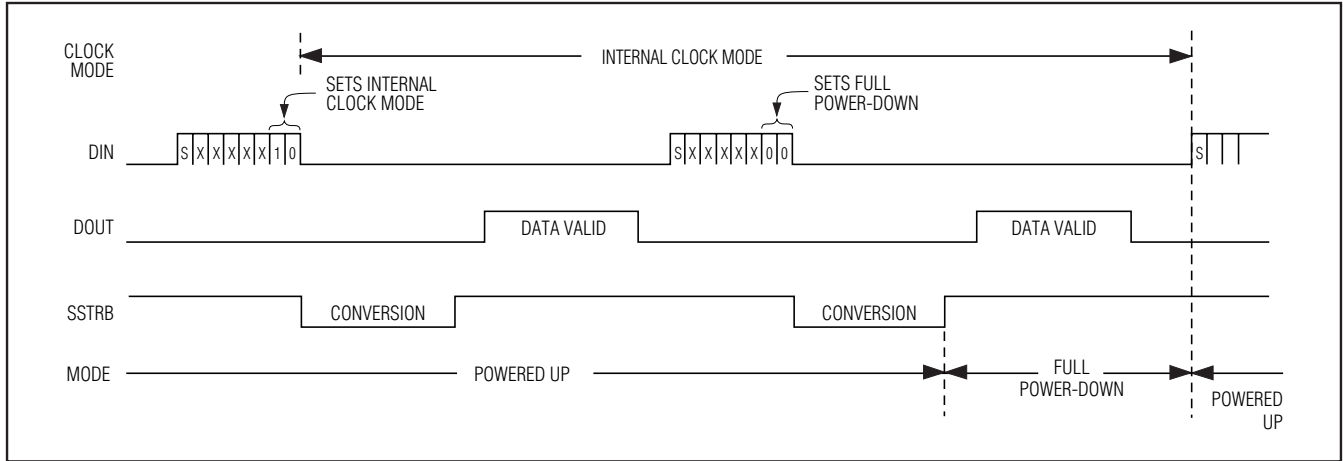 CLOCK
MODE
INTERNAL CLOCK MODE
SETS INTERNAL
CLOCK MODE
SETS FULL
POWER-DOWN
DIN
S X X X X X 1 0
S X X X X X 0 0
S
DOUT
DATA VALID
DATA VALID
SSTRB
CONVERSION
CONVERSION
MODE
POWERED UP
FULL
POWER-DOWN
POWERED
UP